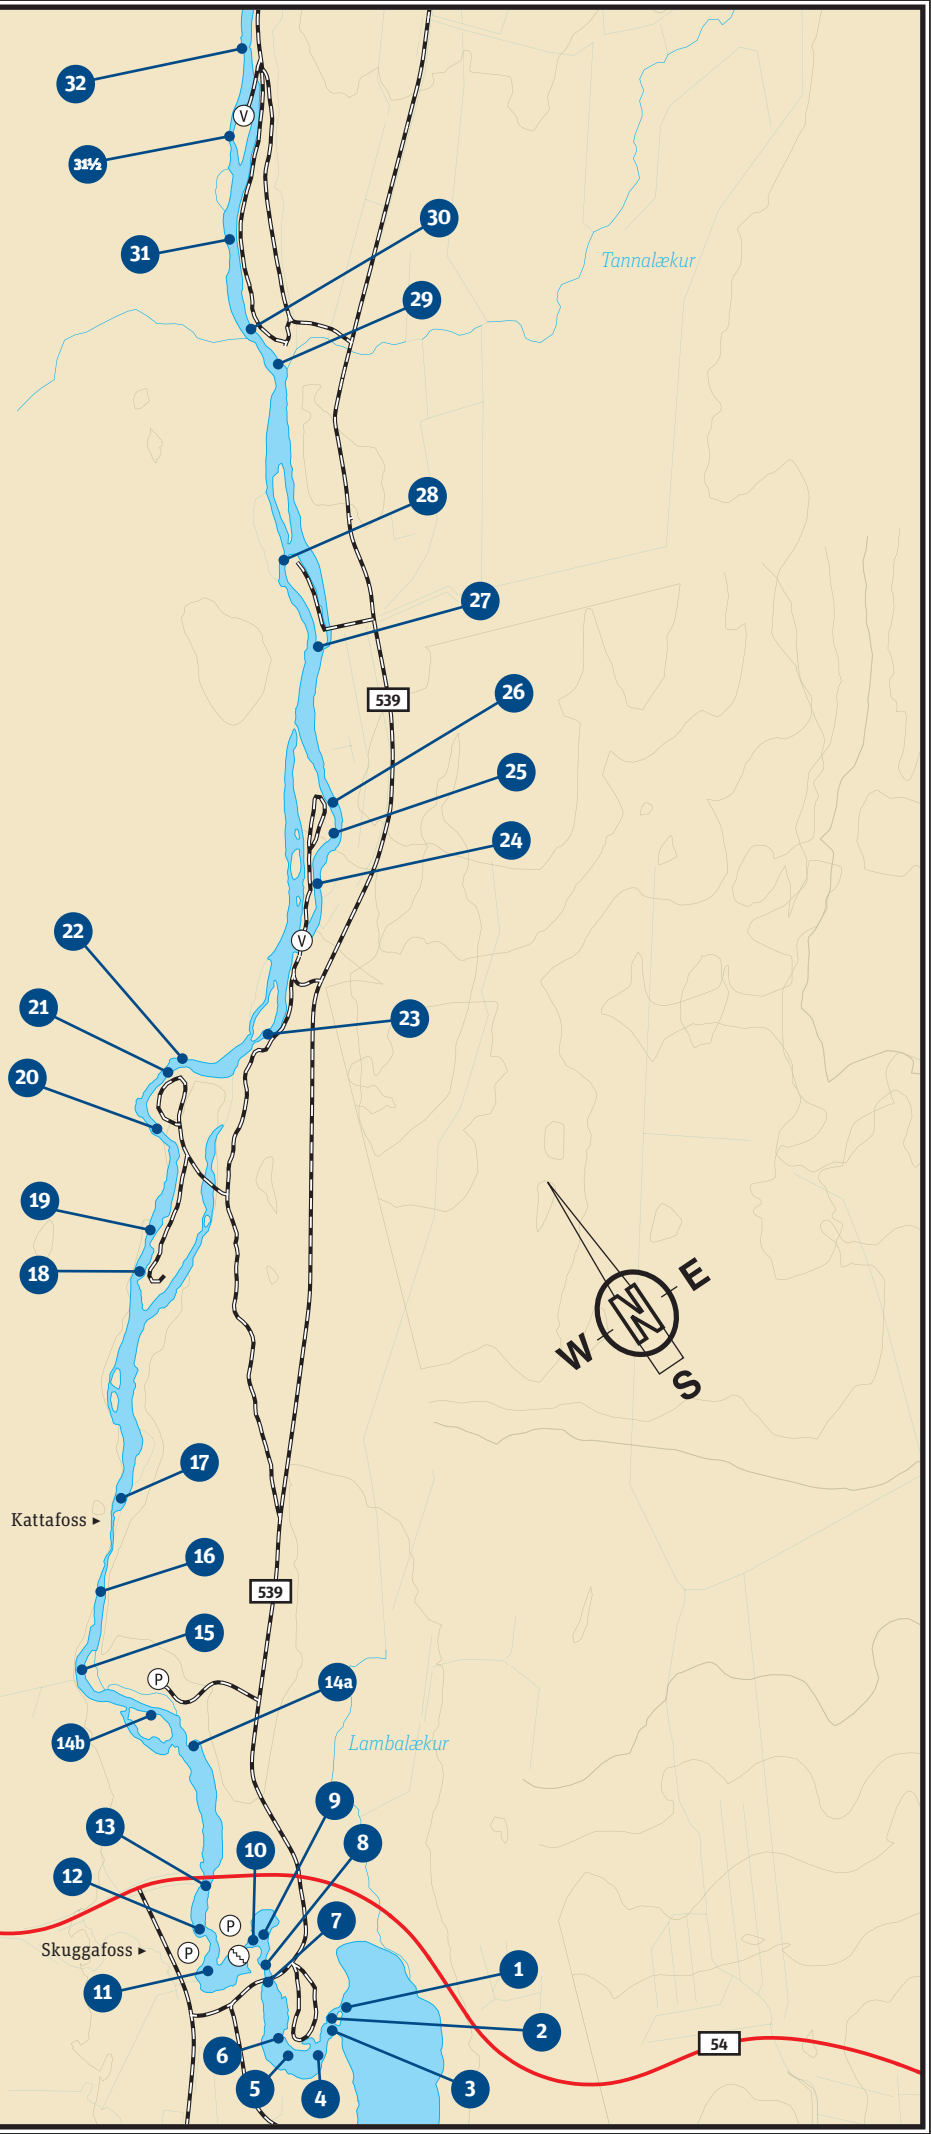 32
V
31½
30
31
Tannalækur
29
28
27
26
539
25
24
22
V
21
23
20
19
18
E
N
W
S
17
Kattafoss ▸
16
539
15
P
14a
14b
Lambalækur
9
13
8
10
12
7
P
Skuggafoss ▸
P
1
11
2
54
6
5
4
3